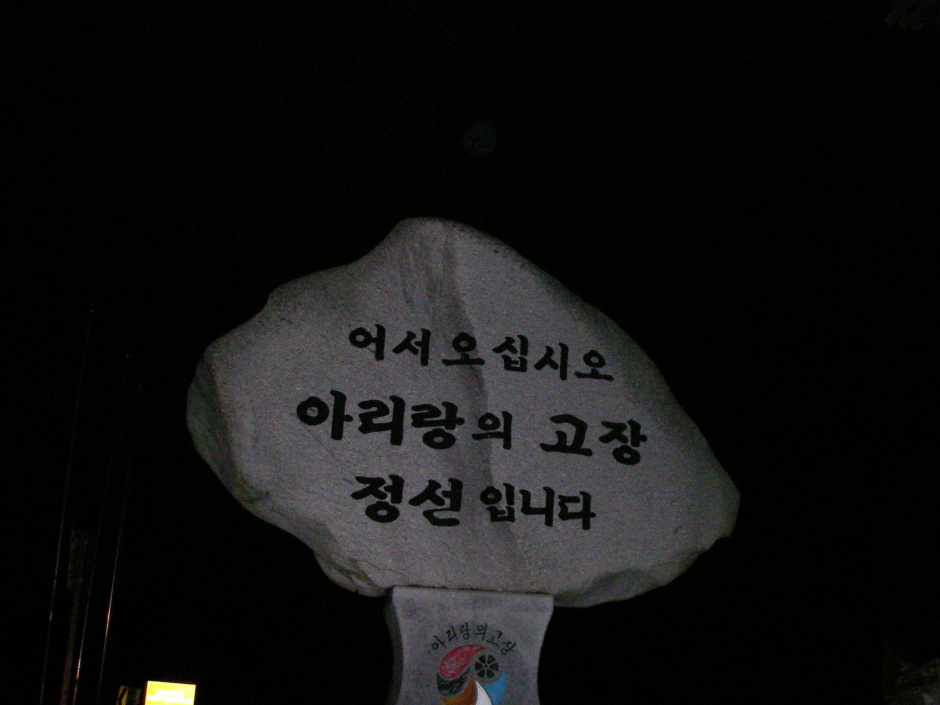 어서오십시오
아리랑의 고장
정선입니다
아리랑의고장